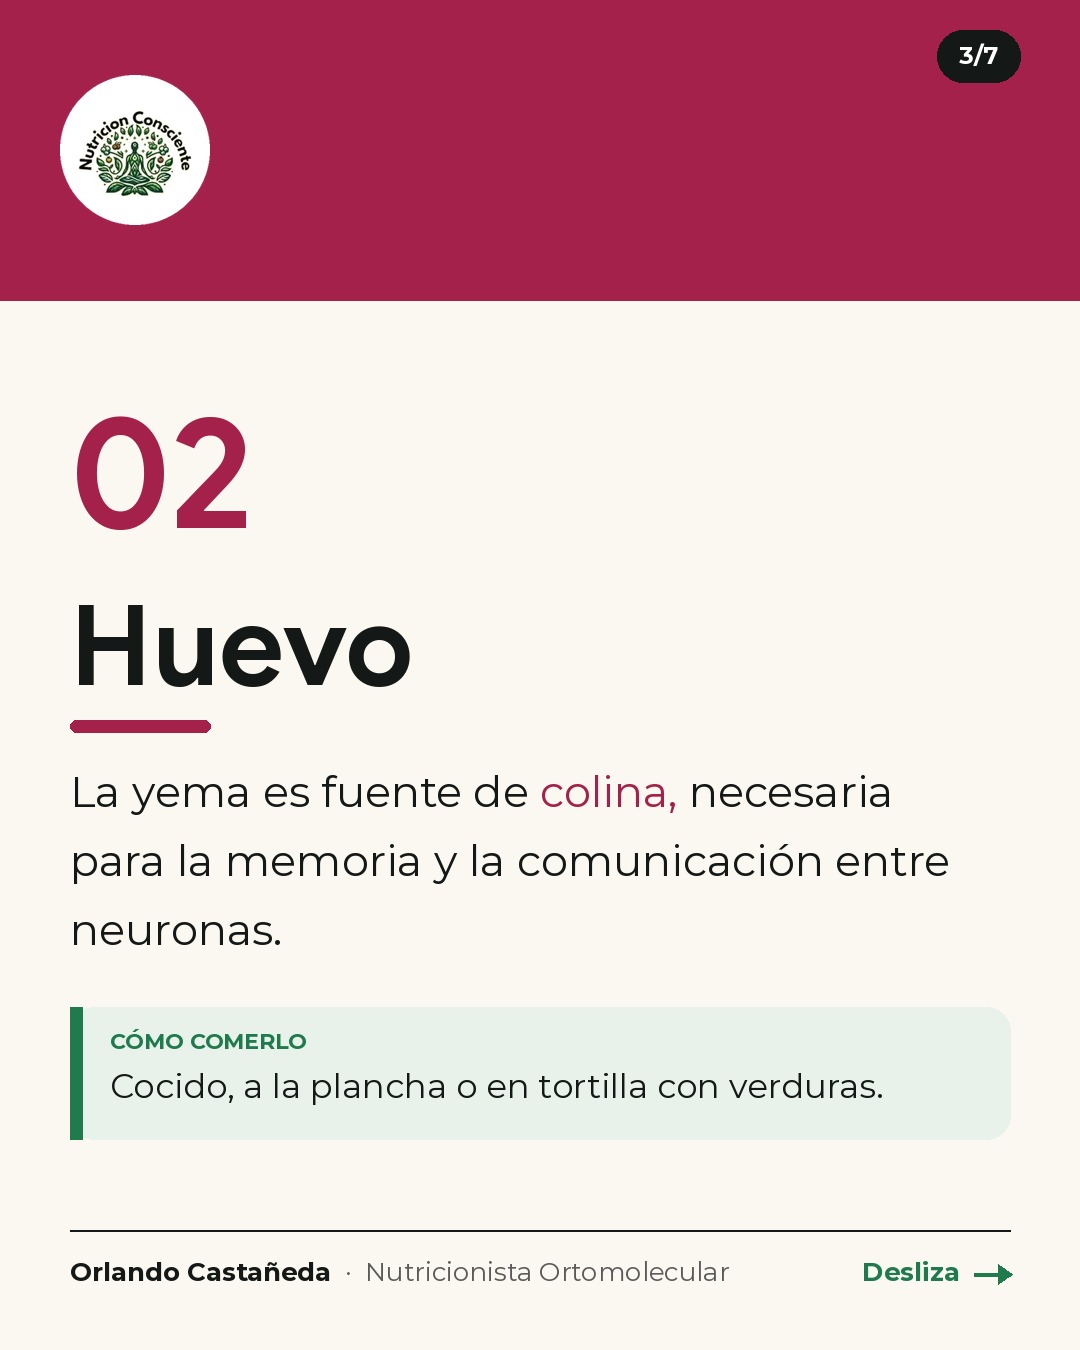 3/7
Nutricion Consciente
02
Huevo
La yema es fuente de colina, necesaria
para la memoria y la comunicación entre
neuronas.
CÓMO COMERLO
Cocido, a la plancha o en tortilla con verduras.
Orlando Castañeda · Nutricionista Ortomolecular
Desliza